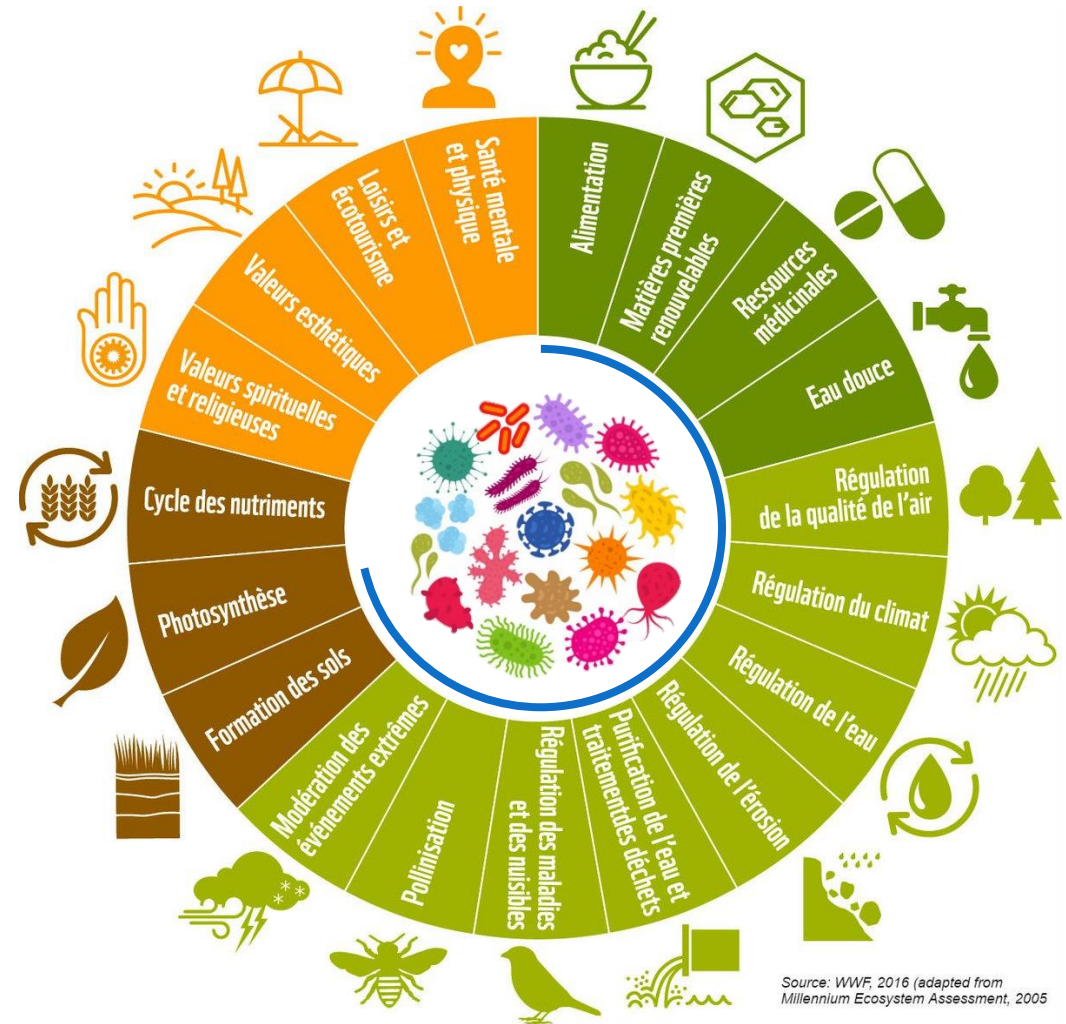 Alimentation
Matières premières
renouvelables
Ressources
médicinales
Eau douce
Régulation
de la qualité de l'air
Régulation du climat
Régulation de l'eau
Régulation de l'érosion
Purification de l'eau et
traitementdes déchets
Régulation des maladies
et des nuisibles
Pollinisation
Modération des
événements extrêmes
Formation des sols
Photosynthèse
Cycle des nutriments
Valeurs spirituelles
et religieuses
Valeurs esthétiques
Loisirs et
écotourisme
Santé mentale
et physique
Source: WWF, 2016 (adapted from
Millennium Ecosystem Assessment, 2005